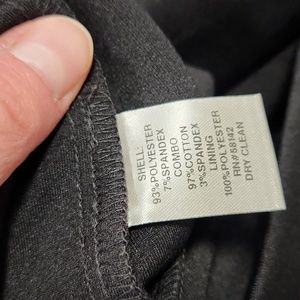 SHELL:
93%POLYESTER
7%SPANDEX
COMBO
97%COTTON
3%SPANDEX
LINING
100%POLYESTER
RN#58142
DRY CLEAN